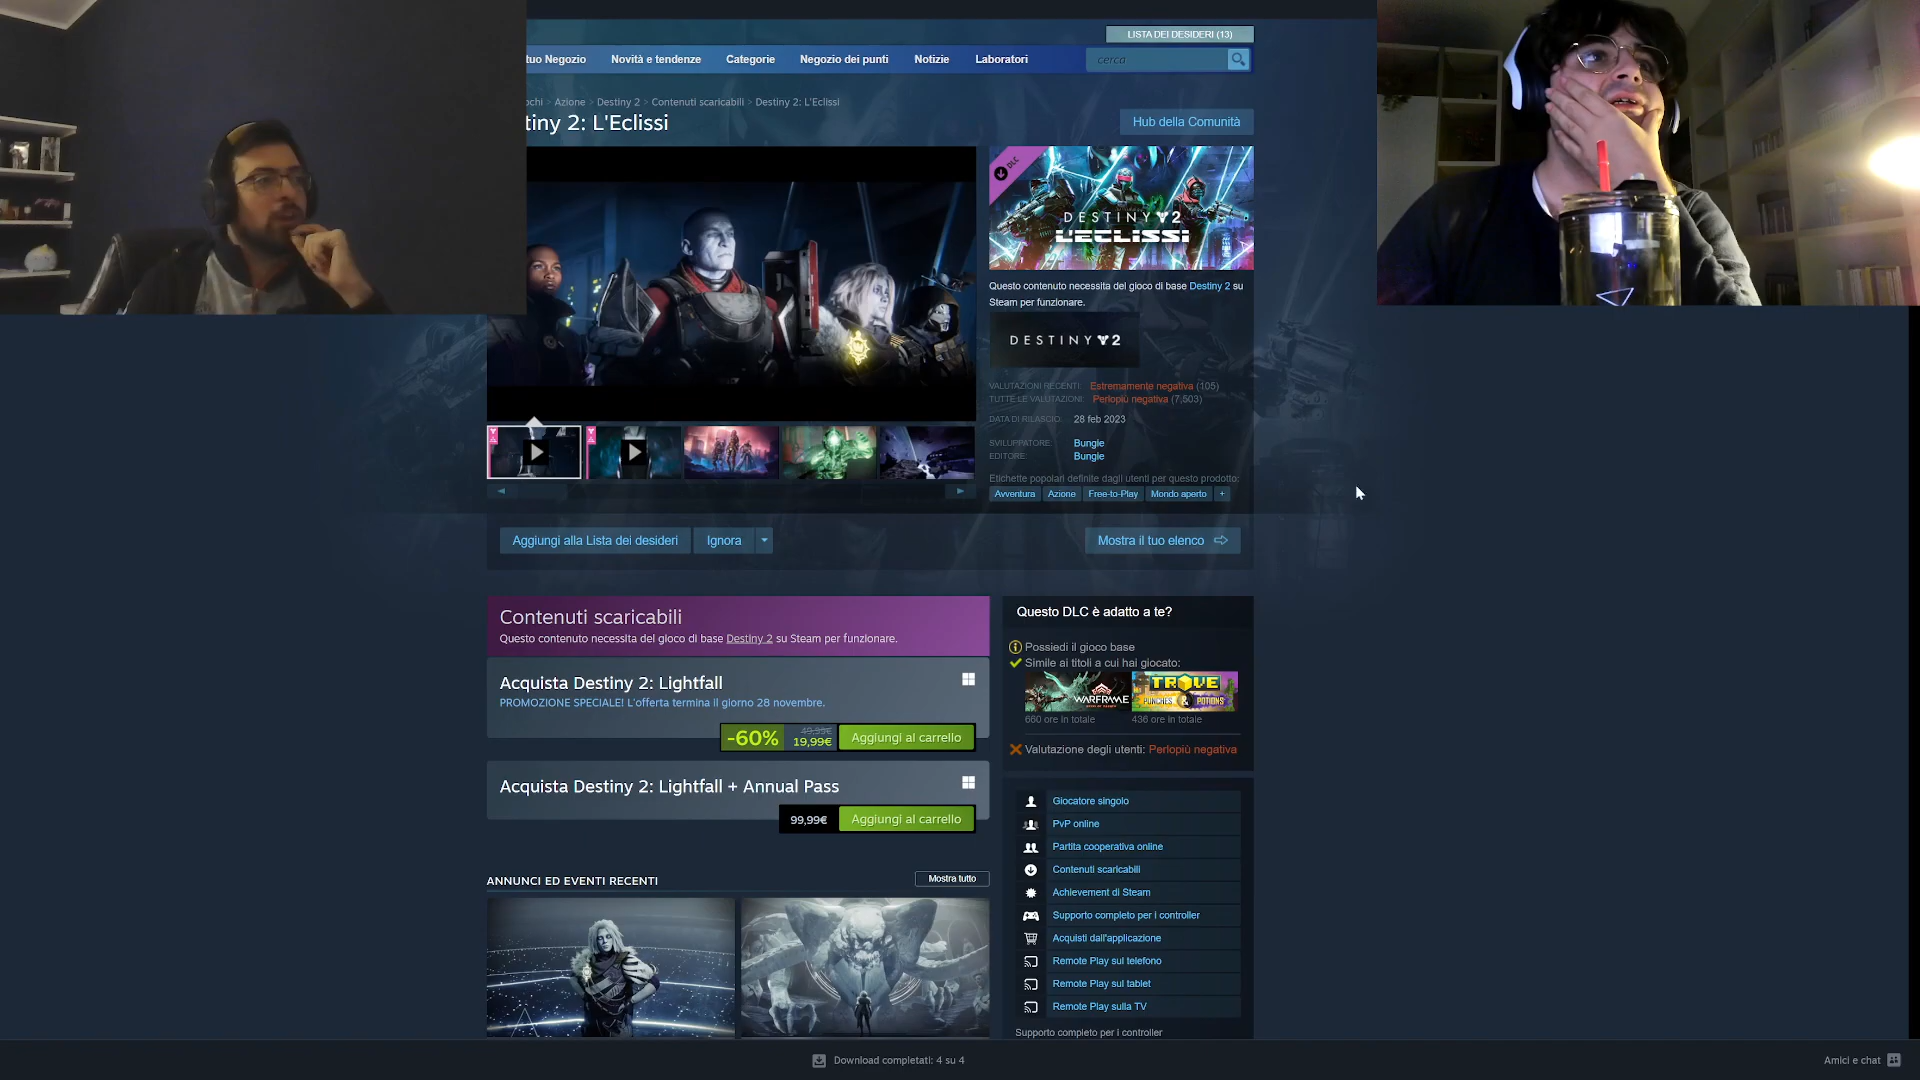 LISTA DEI DESIDERI (13)
tuo Negozio
Novità e tendenze
Categorie
Negozio dei punti
Notizie
Laboratori
cerca
ochi > Azione > Destiny 2 > Contenuti scaricabili > Destiny 2: L'Eclissi
tiny 2: L'Eclissi
Hub della Comunità
DLC
DESTINY 2
L'ECLISSI
Questo contenuto necessita del gioco di base Destiny 2 su
Steam per funzionare.
DESTINY 2
VALUTAZIONI RECENTI: Estremamente negativa (105)
TUTTE LE VALUTAZIONI: Perlopiù negativa (7,503)
DATA DI RILASCIO: 28 feb 2023
SVILUPPATORE: Bungie
EDITORE: Bungie
Etichette popolari definite dagli utenti per questo prodotto:
Avventura
Azione
Free-to-Play
Mondo aperto
+
Aggiungi alla Lista dei desideri
Ignora
Mostra il tuo elenco
Contenuti scaricabili
Questo contenuto necessita del gioco di base Destiny 2 su Steam per funzionare.
Acquista Destiny 2: Lightfall
PROMOZIONE SPECIALE! L'offerta termina il giorno 28 novembre.
-60%
49,99€
19,99€
Aggiungi al carrello
Acquista Destiny 2: Lightfall + Annual Pass
99,99€
Aggiungi al carrello
ANNUNCI ED EVENTI RECENTI
Mostra tutto
Questo DLC è adatto a te?
Possiedi il gioco base
Simile ai titoli a cui hai giocato:
WARFRAME
TROVE
PUNCHES & POTIONS
660 ore in totale
436 ore in totale
Valutazione degli utenti: Perlopiù negativa
Giocatore singolo
PvP online
Partita cooperativa online
Contenuti scaricabili
Achievement di Steam
Supporto completo per i controller
Acquisti dall'applicazione
Remote Play sul telefono
Remote Play sul tablet
Remote Play sulla TV
Supporto completo per i controller
Download completati: 4 su 4
Amici e chat